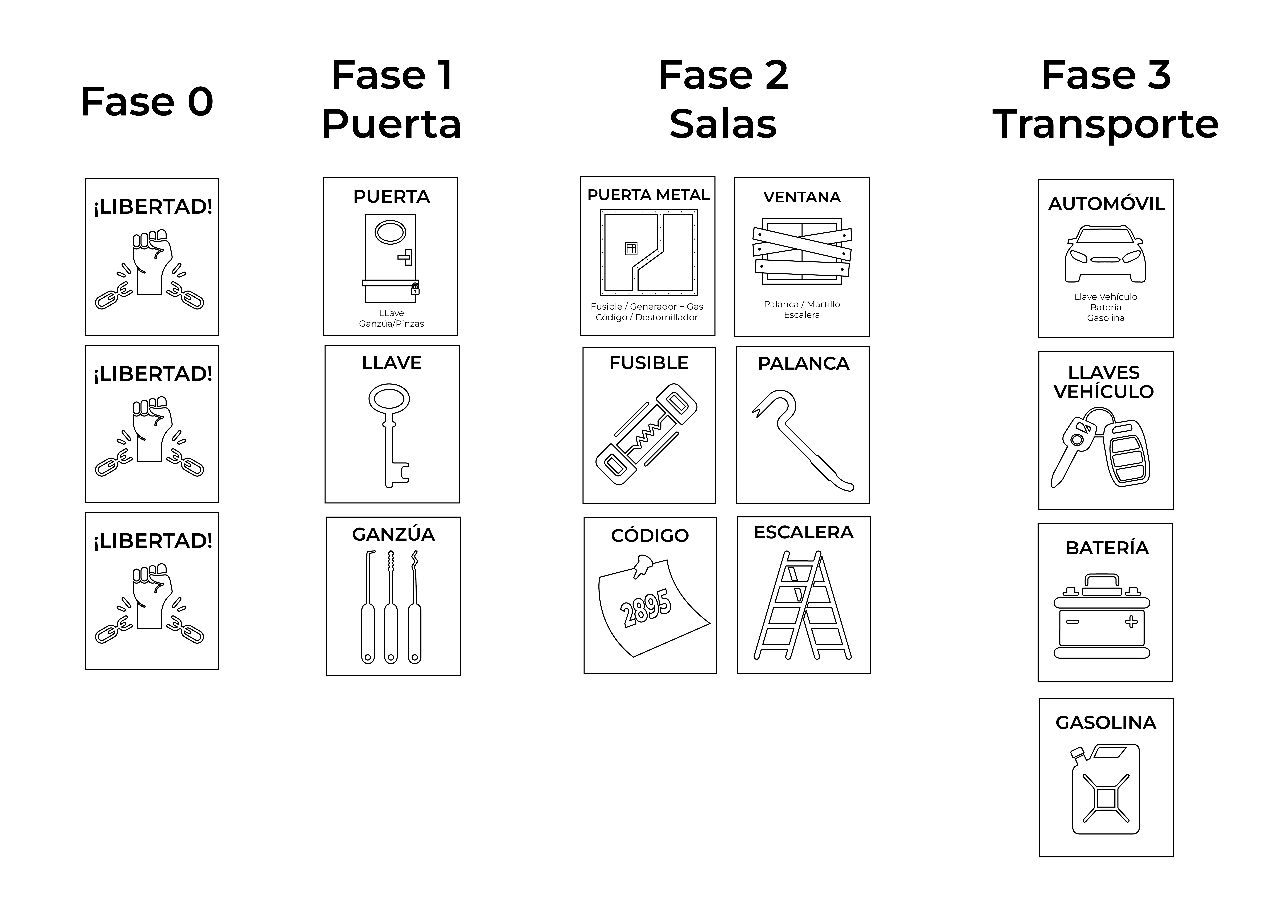 Fase 0
Fase 1
Puerta
Fase 2
Salas
Fase 3
Transporte
¡LIBERTAD!
¡LIBERTAD!
¡LIBERTAD!
PUERTA
LLave
Ganzúa/Pinzas
LLAVE
GANZÚA
PUERTA METAL
Fusible / Generador + Gas
Código / Destornillador
VENTANA
Palanca / Martillo
Escalera
FUSIBLE
PALANCA
CÓDIGO
2895
ESCALERA
AUTOMÓVIL
Llave Vehículo
Batería
Gasolina
LLAVES
VEHÍCULO
BATERÍA
- +
GASOLINA